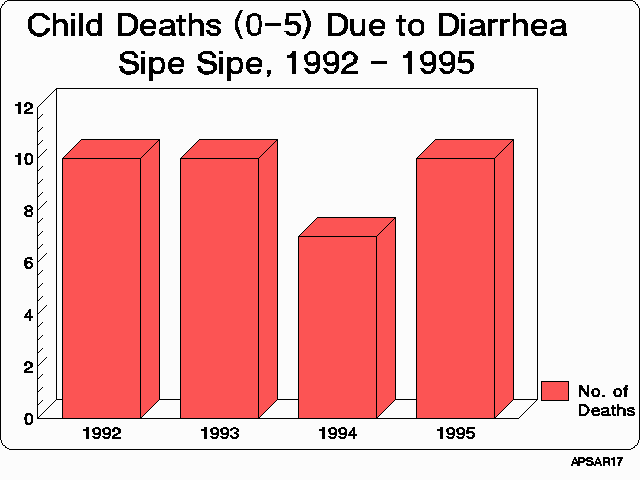 Child Deaths (0-5) Due to Diarrhea
Sipe Sipe, 1992 - 1995
12
10
8
6
4
2
0
1992 1993 1994 1995
No. of
Deaths
APSAR17